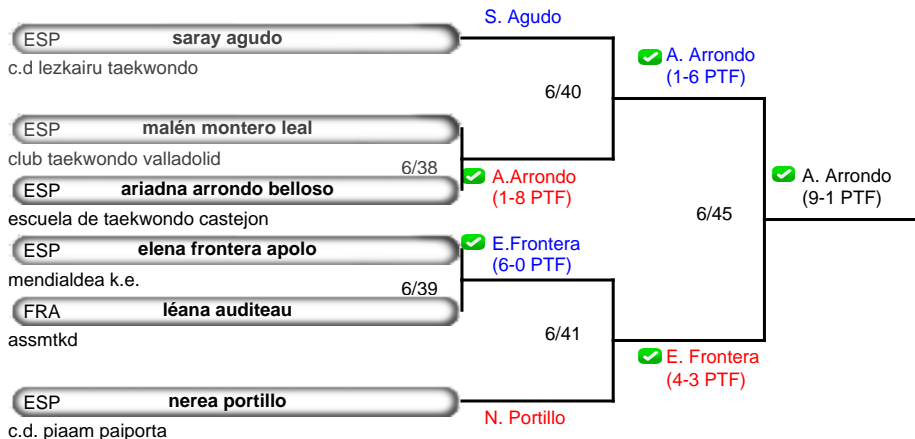 S. Agudo
ESP saray agudo
c.d lezkairu taekwondo
A. Arrondo
(1-6 PTF)
6/40
ESP malén montero leal
club taekwondo valladolid
6/38
A.Arrondo
(1-8 PTF)
ESP ariadna arrondo belloso
escuela de taekwondo castejon
A. Arrondo
(9-1 PTF)
6/45
ESP elena frontera apolo
mendialdea k.e.
E.Frontera
(6-0 PTF)
6/39
FRA léana auditeau
assmtkd
6/41
E. Frontera
(4-3 PTF)
ESP nerea portillo
c.d. piaam paiporta
N. Portillo